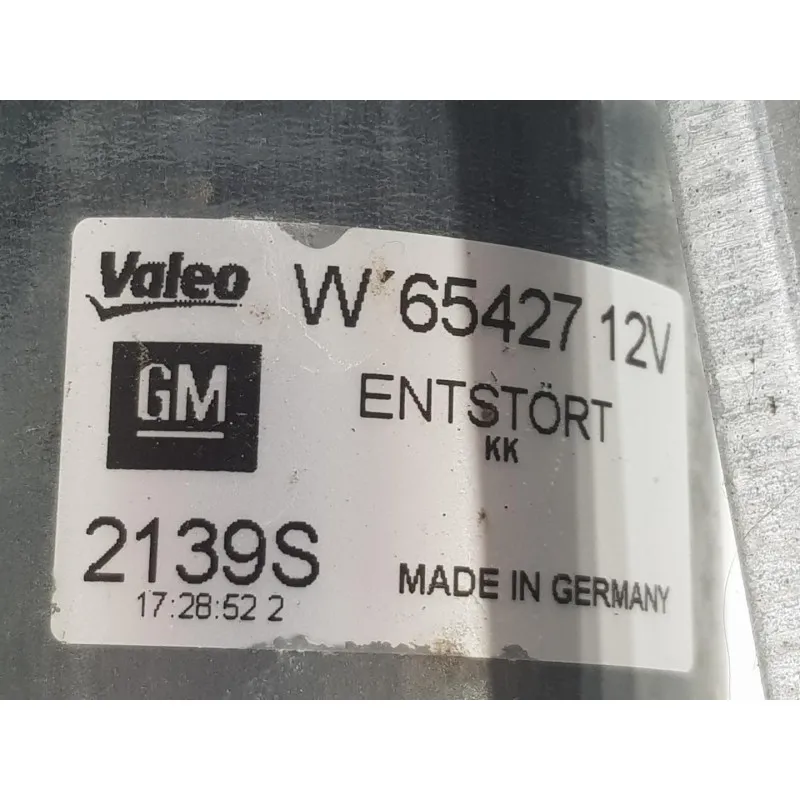 Valeo W´65427 12V
GM ENTSTÖRT
KK
2139S
17:28:52 2
MADE IN GERMANY